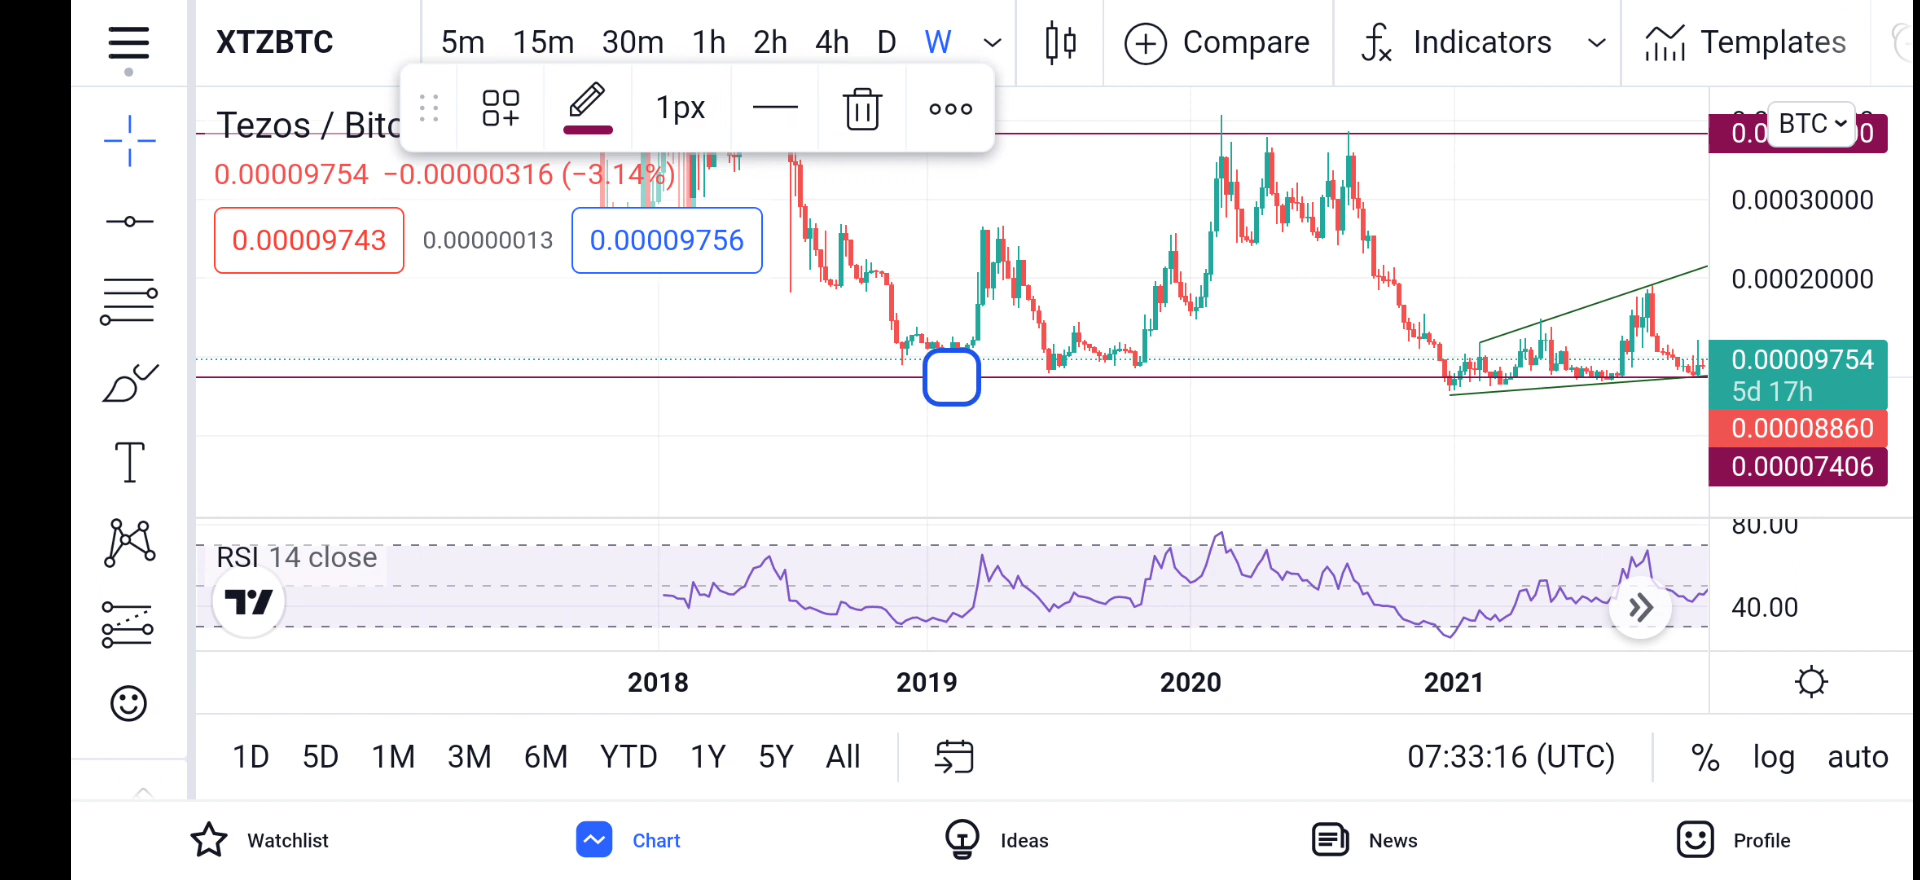 XTZBTC 5m 15m 30m 1h 2h 4h D W Compare Indicators Templates
1px
Tezos /
0.00009754 −0.00000316 (−3.14%)
0.00009743 0.00000013 0.00009756
BTC
0.00030000
0.00020000
0.00009754
5d 17h
0.00008860
0.00007406
80.00
RSI 14 close
40.00
2018 2019 2020 2021
1D 5D 1M 3M 6M YTD 1Y 5Y All 07:33:16 (UTC) % log auto
Watchlist Chart Ideas News Profile